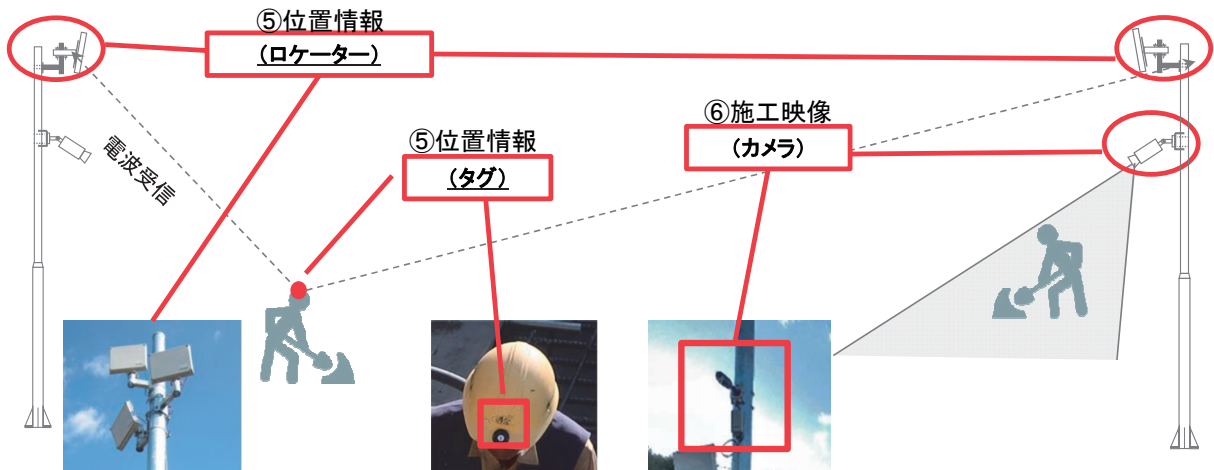 ⑤位置情報
(ロケーター)
電波受信
⑤位置情報
(タグ)
⑥施工映像
(カメラ)